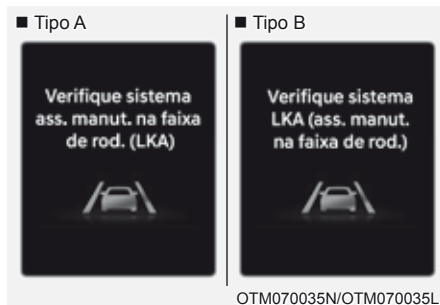 ■ Tipo A
Verifique sistema
ass. manut. na faixa
de rod. (LKA)
■ Tipo B
Verifique sistema
LKA (ass. manut.
na faixa de rod.)
OTM070035N/OTM070035L